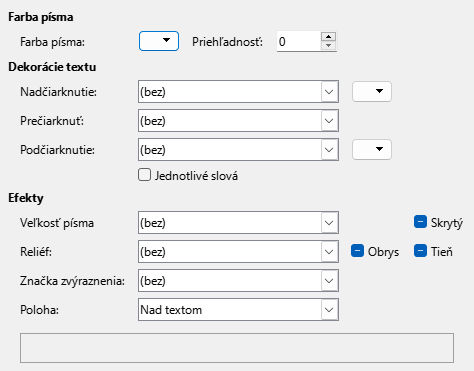 Farba písma
Farba písma: Priehľadnosť: 0
Dekorácie textu
Nadčiarknutie: (bez)
Prečiarknuť: (bez)
Podčiarknutie: (bez)
Jednotlivé slová
Efekty
Veľkosť písma (bez) Skrytý
Reliéf: (bez) Obrys Tieň
Značka zvýraznenia: (bez)
Poloha: Nad textom